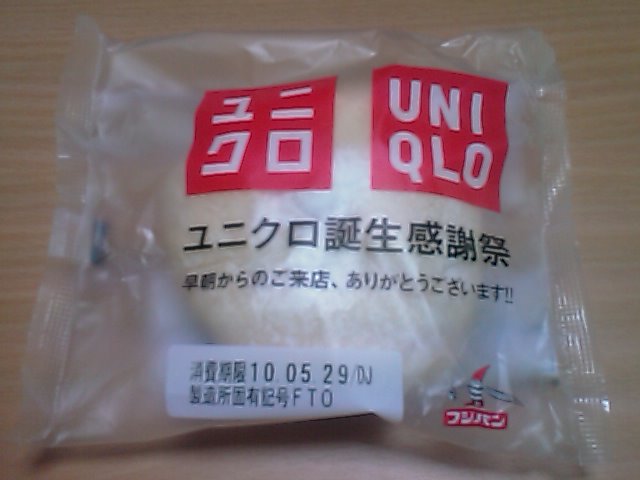 ユニ
クロ
UNI
QLO
ユニクロ誕生感謝祭
早朝からのご来店、ありがとうございます!!
消費期限10.05.29/DJ
製造所固有記号FTO
フジパン